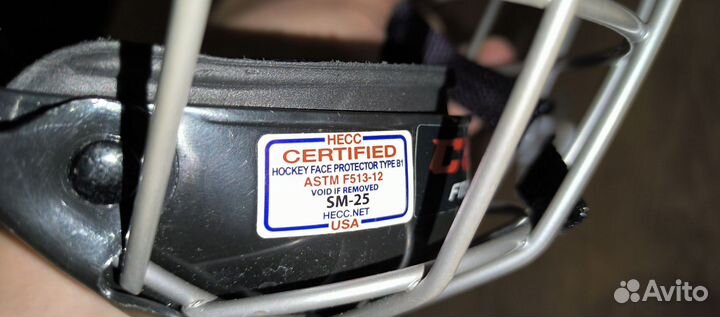 HECC
CERTIFIED
HOCKEY FACE PROTECTOR TYPE B1
ASTM F513-12
VOID IF REMOVED
SM-25
HECC.NET
USA
Avito